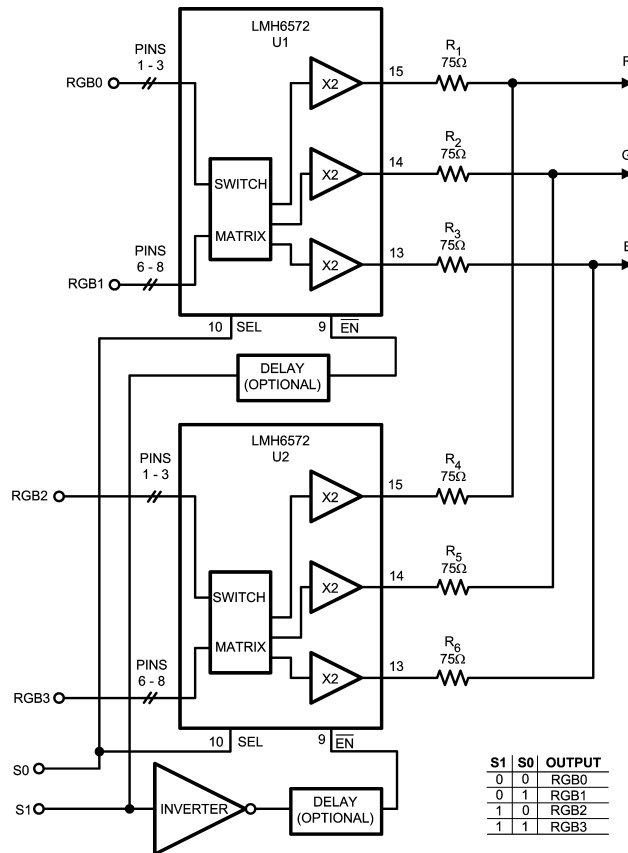 LMH6572
U1
PINS
1 - 3
RGB0
X2
15
R1
75Ω
R
SWITCH
MATRIX
X2
14
R2
75Ω
G
PINS
6 - 8
RGB1
X2
13
R3
75Ω
10 SEL
9 EN
DELAY
(OPTIONAL)
LMH6572
U2
PINS
1 - 3
RGB2
X2
15
R4
75Ω
SWITCH
MATRIX
X2
14
R5
75Ω
PINS
6 - 8
RGB3
X2
13
R6
75Ω
10 SEL
9 EN
S0
S1
INVERTER
DELAY
(OPTIONAL)
S1 S0 OUTPUT
0 0 RGB0
0 1 RGB1
1 0 RGB2
1 1 RGB3